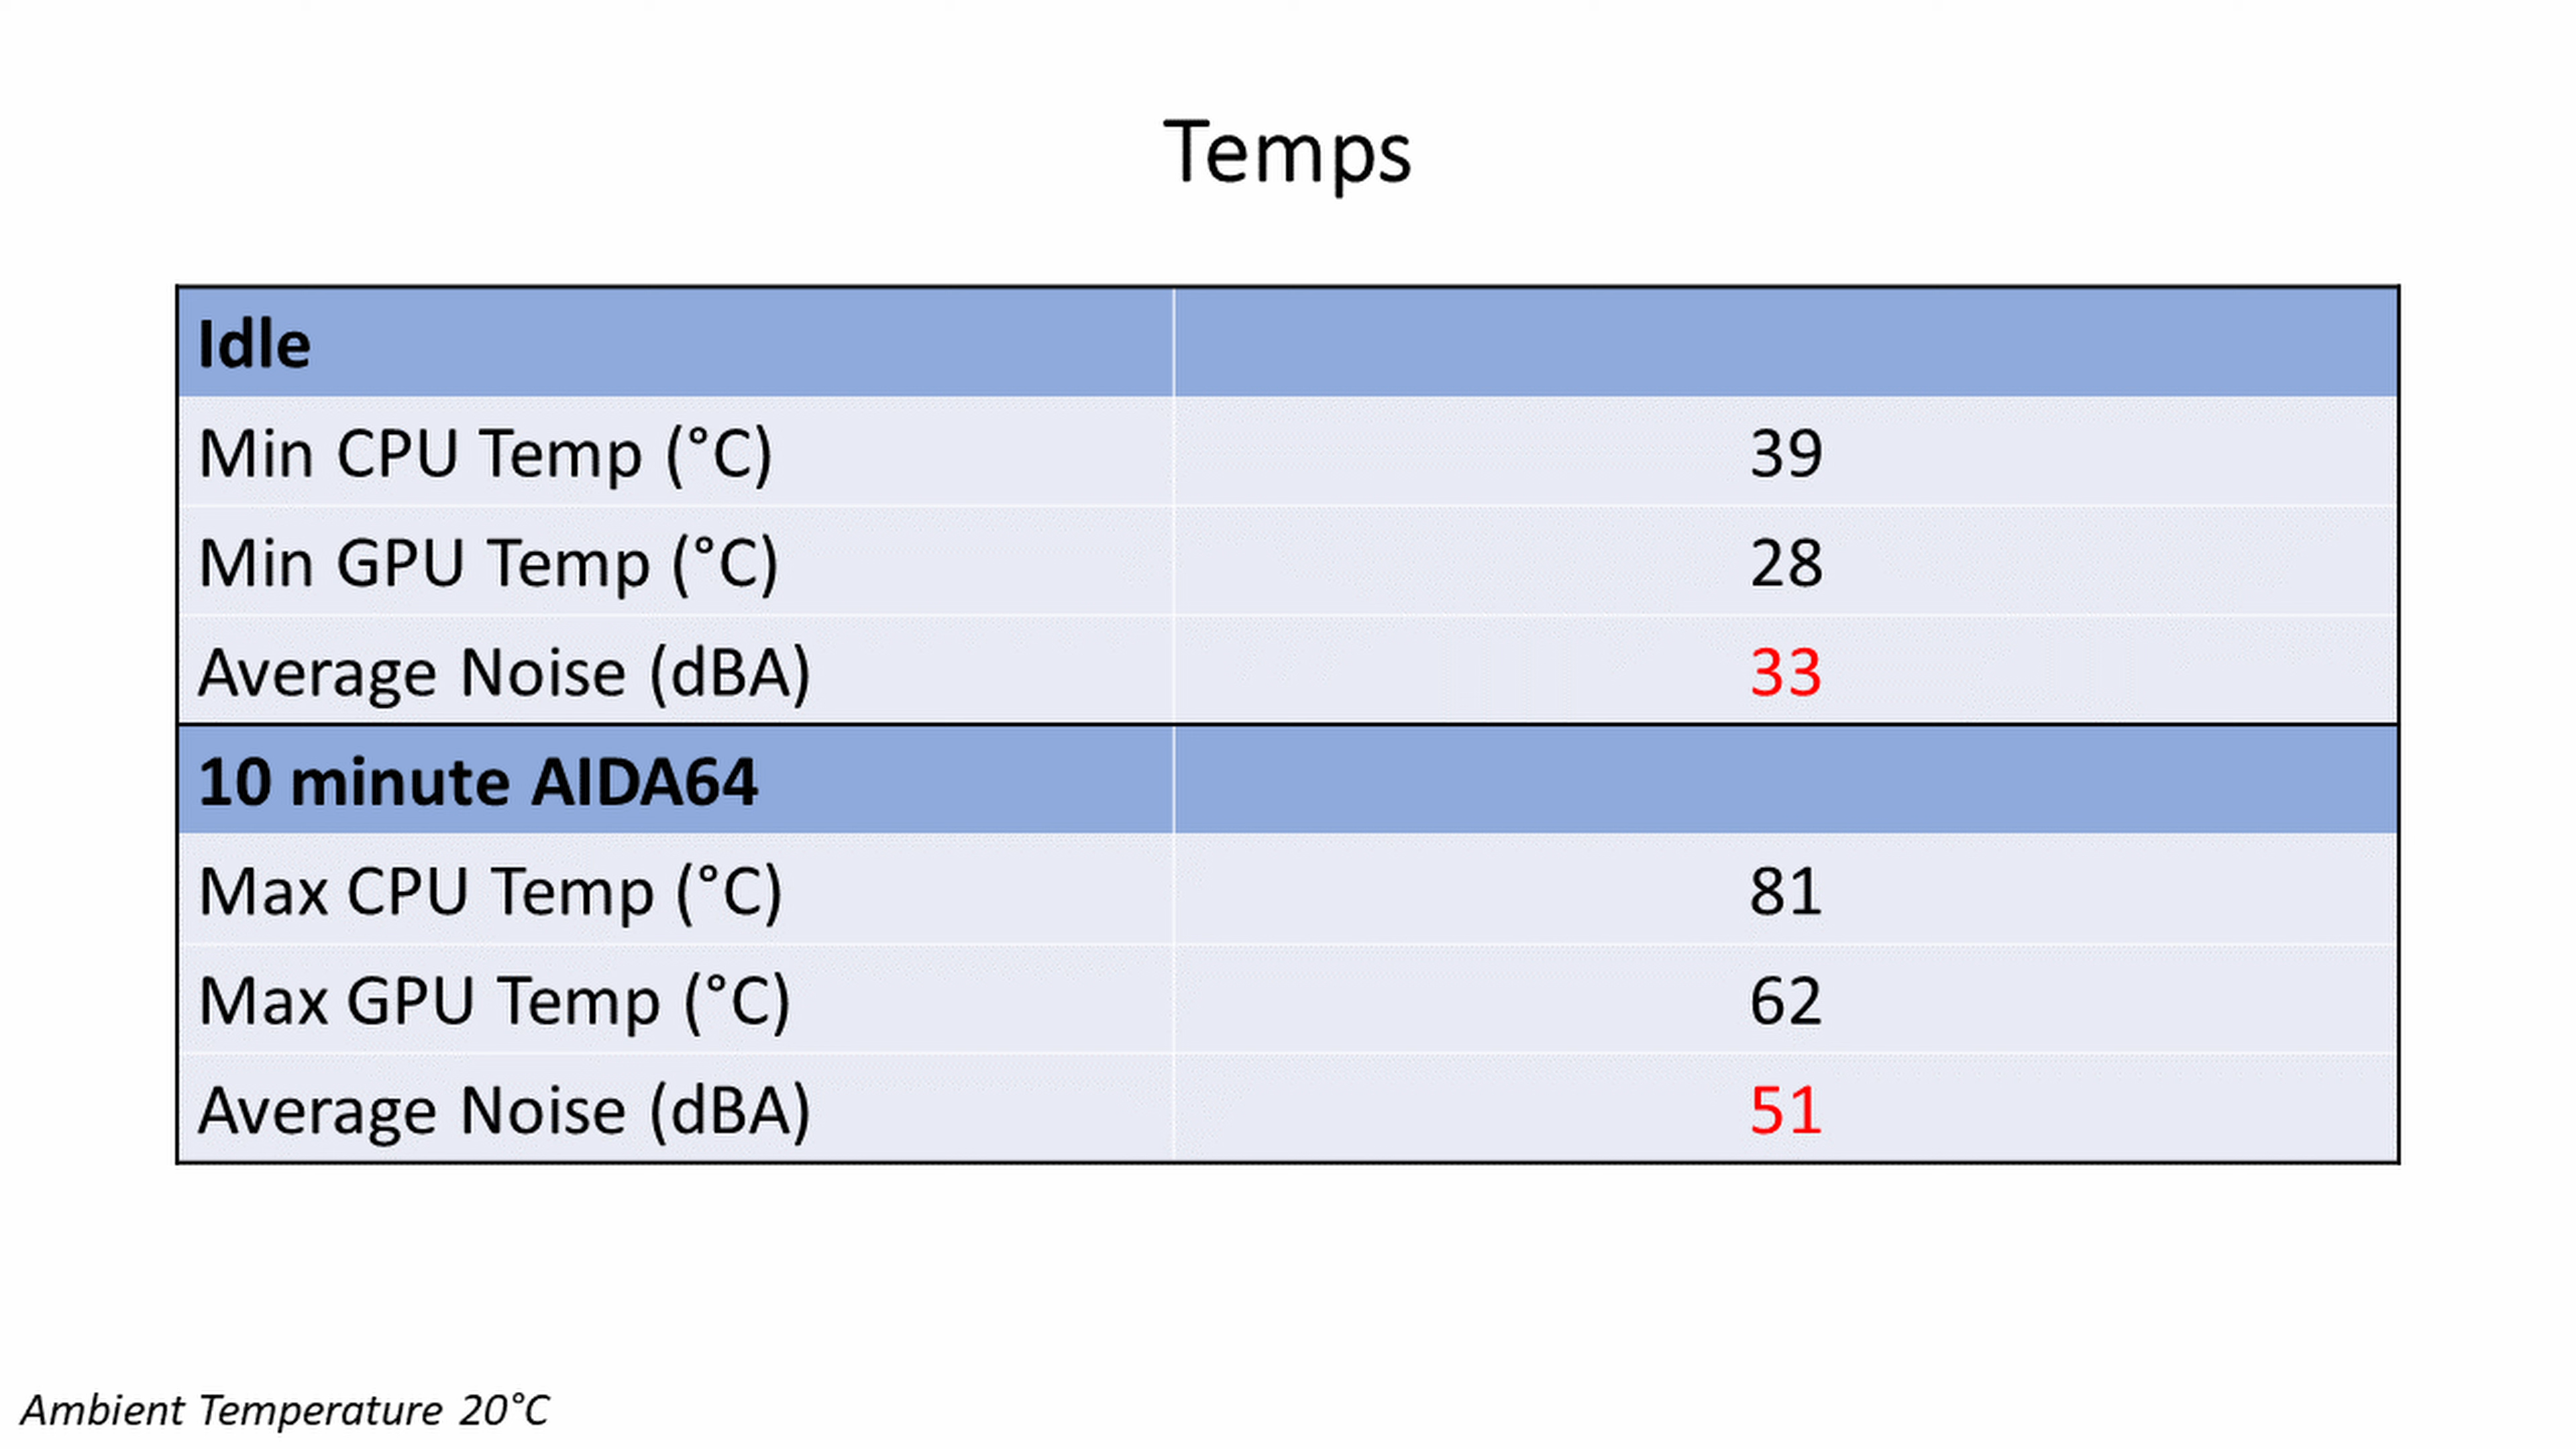 Temps
Idle
Min CPU Temp (°C) 39
Min GPU Temp (°C) 28
Average Noise (dBA) 33
10 minute AIDA64
Max CPU Temp (°C) 81
Max GPU Temp (°C) 62
Average Noise (dBA) 51
Ambient Temperature 20°C